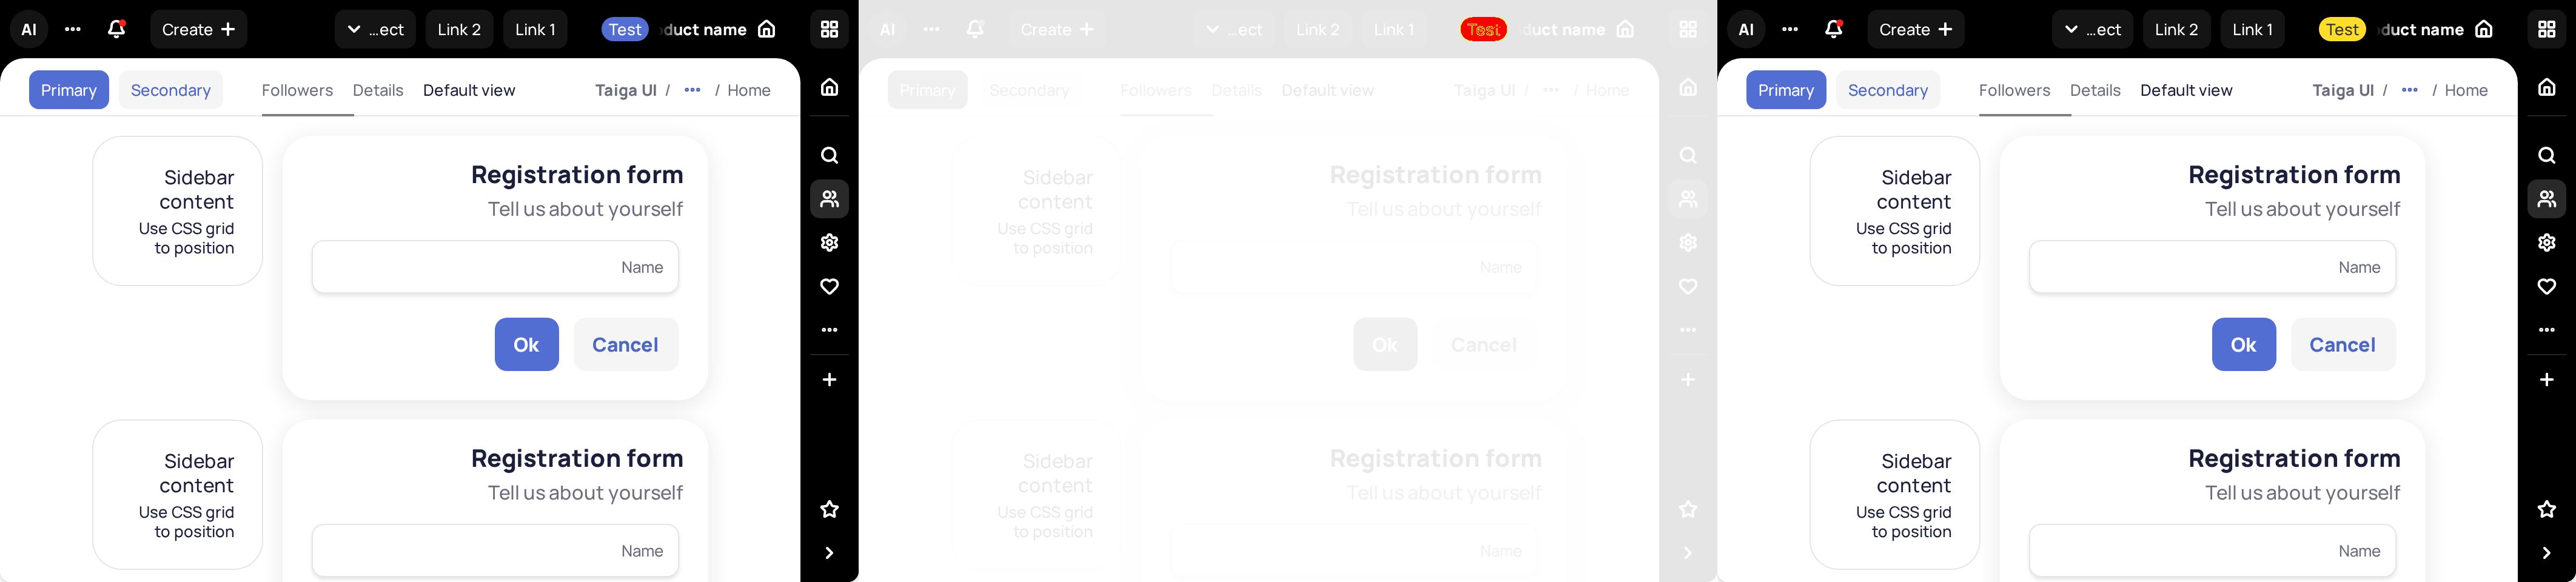 AI Create ...ect Link 2 Link 1 Test duct name
Primary Secondary Followers Details Default view Taiga UI / / Home
Sidebar
content
Use CSS grid
to position
Registration form
Tell us about yourself
Name
Ok Cancel
Sidebar
content
Use CSS grid
to position
Registration form
Tell us about yourself
Name
AI Create ...ect Link 2 Link 1 Test duct name
Primary Secondary Followers Details Default view Taiga UI / / Home
Sidebar
content
Use CSS grid
to position
Registration form
Tell us about yourself
Name
Ok Cancel
Sidebar
content
Use CSS grid
to position
Registration form
Tell us about yourself
Name
AI Create ...ect Link 2 Link 1 Test duct name
Primary Secondary Followers Details Default view Taiga UI / / Home
Sidebar
content
Use CSS grid
to position
Registration form
Tell us about yourself
Name
Ok Cancel
Sidebar
content
Use CSS grid
to position
Registration form
Tell us about yourself
Name